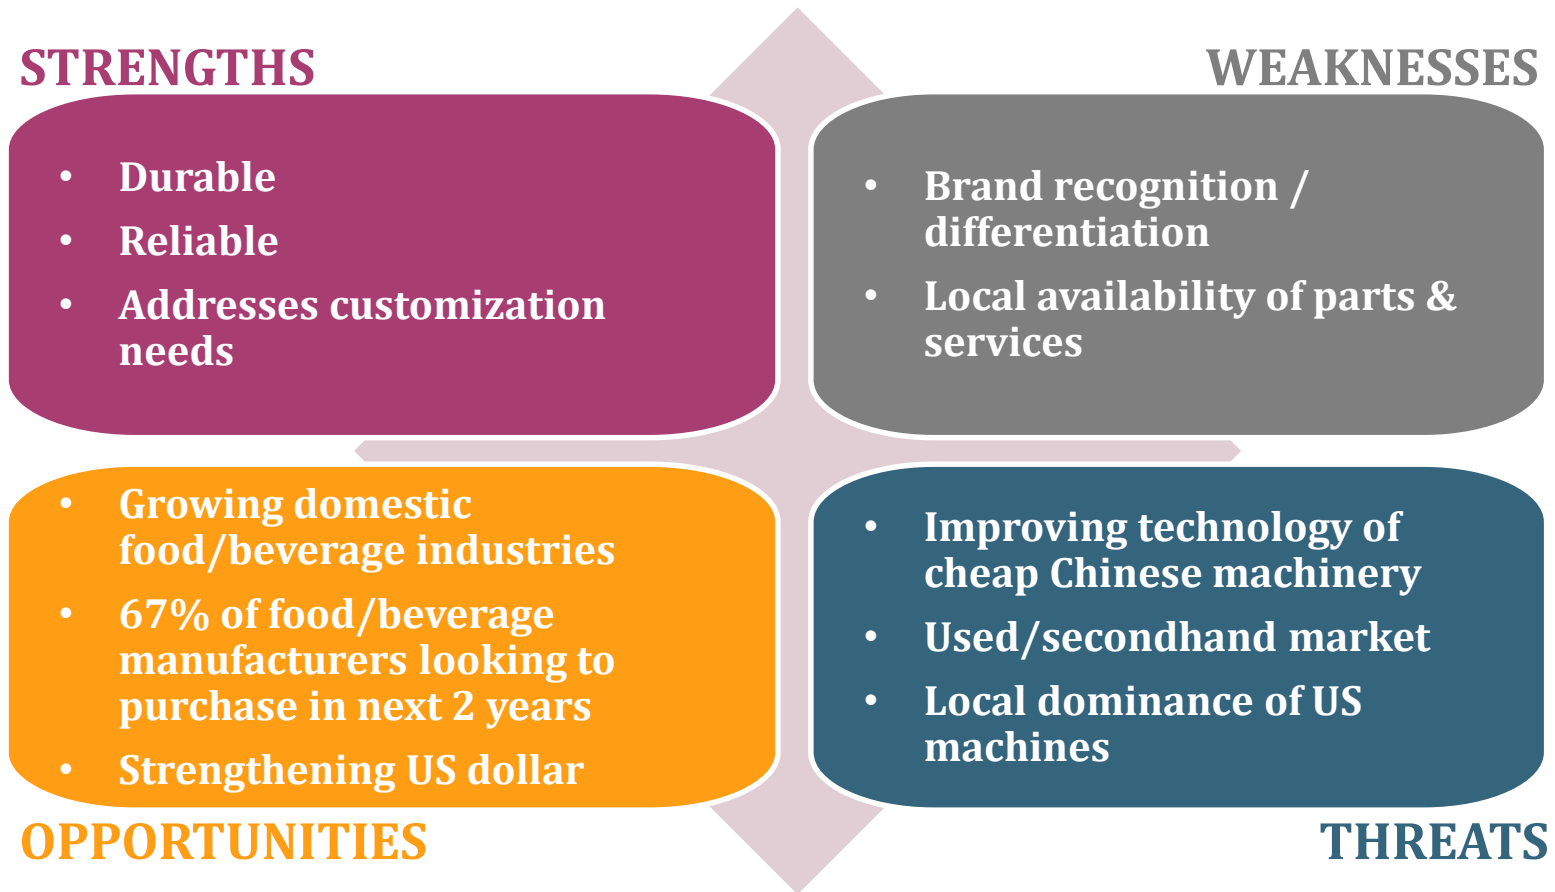 STRENGTHS
• Durable
• Reliable
• Addresses customization
needs
WEAKNESSES
• Brand recognition /
differentiation
• Local availability of parts &
services
• Growing domestic
food/beverage industries
• 67% of food/beverage
manufacturers looking to
purchase in next 2 years
• Strengthening US dollar
OPPORTUNITIES
• Improving technology of
cheap Chinese machinery
• Used/secondhand market
• Local dominance of US
machines
THREATS